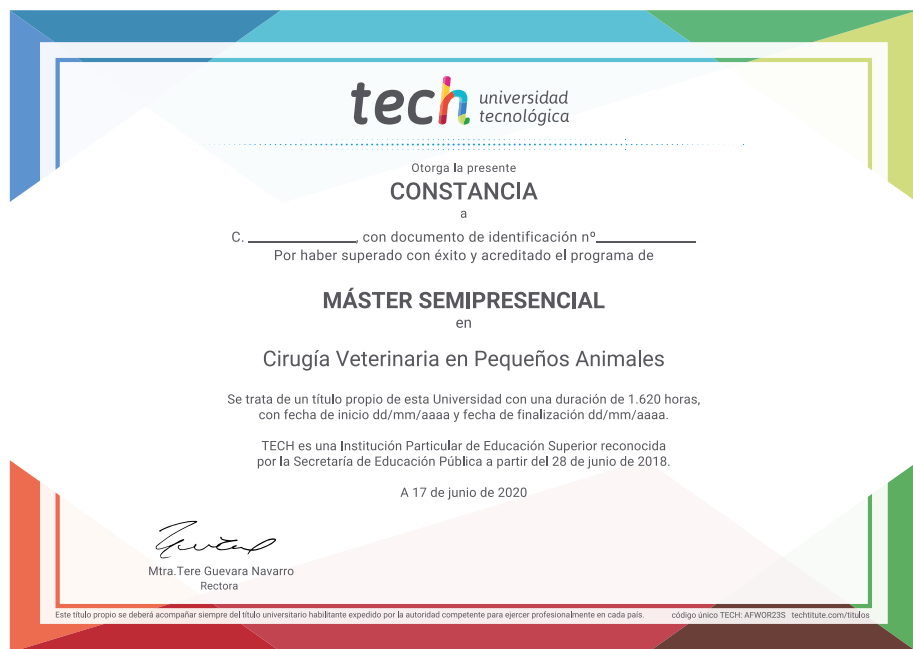 tech universidad
tecnológica
Otorga la presente
CONSTANCIA
a
C. ____________, con documento de identificación nº____________
Por haber superado con éxito y acreditado el programa de
MÁSTER SEMIPRESENCIAL
en
Cirugía Veterinaria en Pequeños Animales
Se trata de un título propio de esta Universidad con una duración de 1.620 horas,
con fecha de inicio dd/mm/aaaa y fecha de finalización dd/mm/aaaa.
TECH es una Institución Particular de Educación Superior reconocida
por la Secretaría de Educación Pública a partir del 28 de junio de 2018.
A 17 de junio de 2020
Mtra.Tere Guevara Navarro
Rectora
Este título propio se deberá acompañar siempre del título universitario habilitante expedido por la autoridad competente para ejercer profesionalmente en cada país. código único TECH: AFWOR23S techtitute.com/titulos